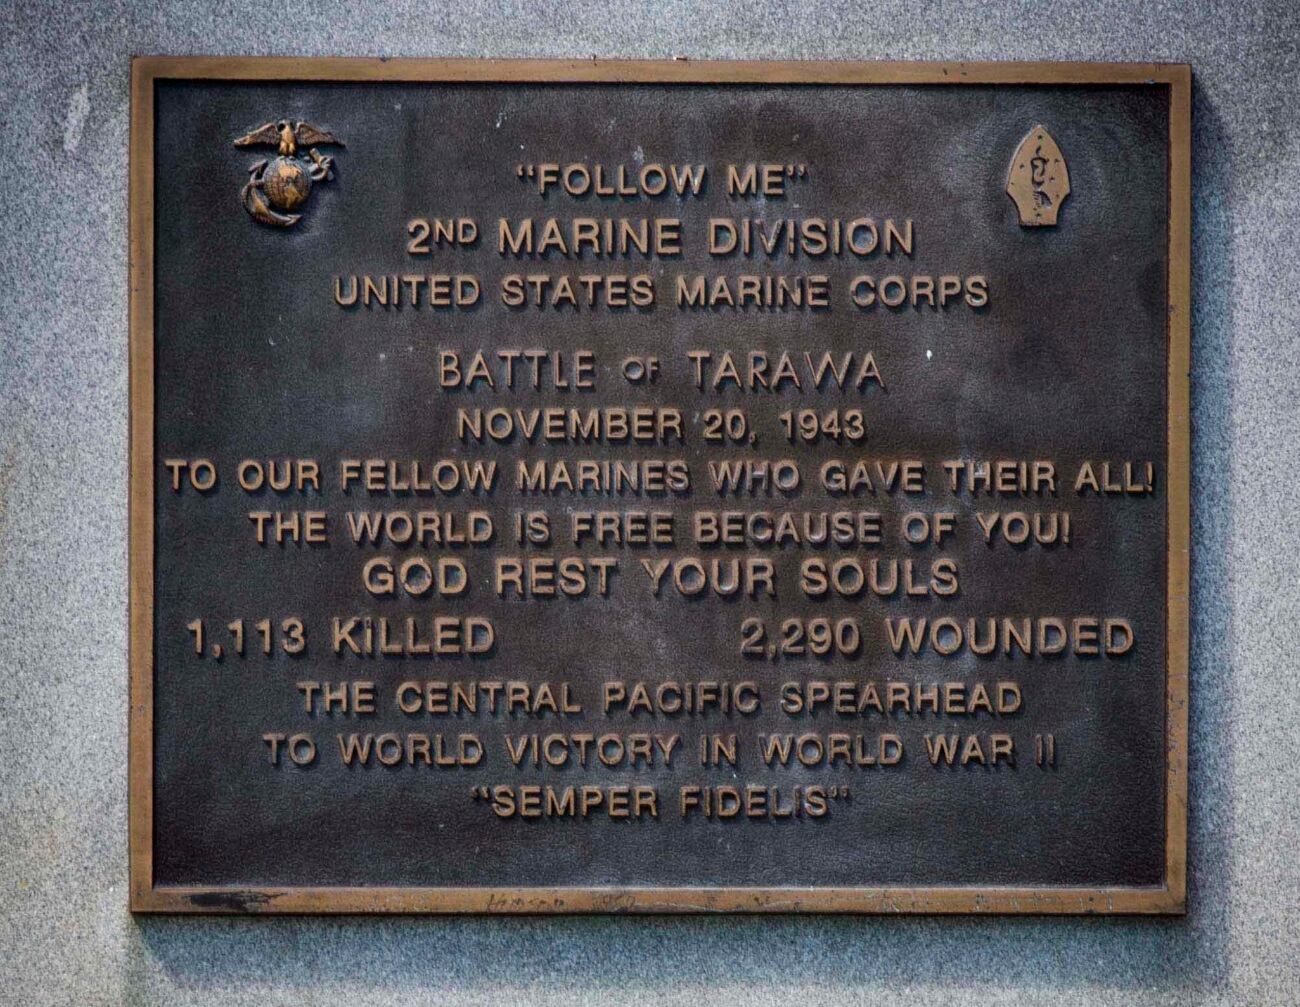 "FOLLOW ME"
2ND MARINE DIVISION
UNITED STATES MARINE CORPS
BATTLE OF TARAWA
NOVEMBER 20, 1943
TO OUR FELLOW MARINES WHO GAVE THEIR ALL!
THE WORLD IS FREE BECAUSE OF YOU!
GOD REST YOUR SOULS
1,113 KILLED 2,290 WOUNDED
THE CENTRAL PACIFIC SPEARHEAD
TO WORLD VICTORY IN WORLD WAR II
"SEMPER FIDELIS"